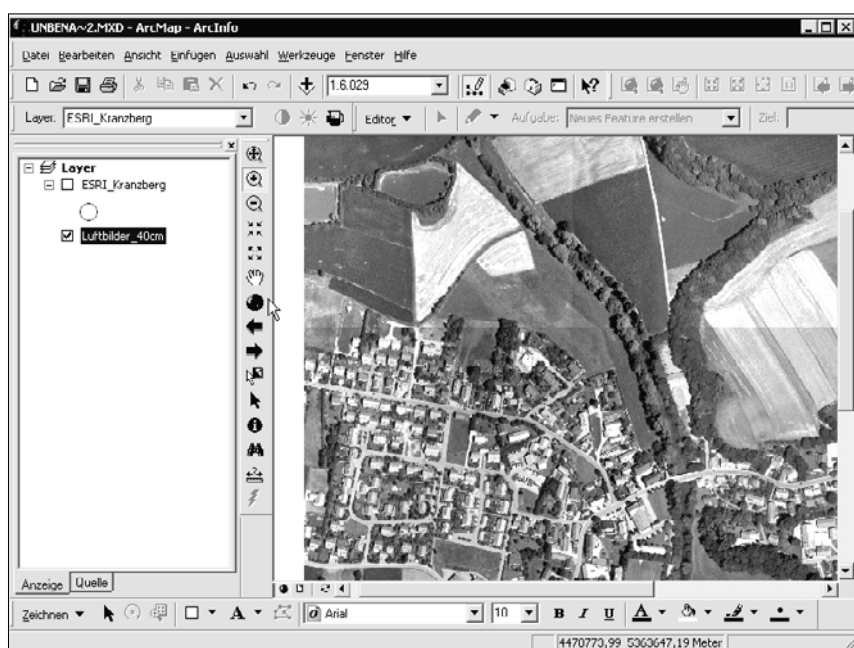 UNBENA~2.MXD - ArcMap - ArcInfo
Datei Bearbeiten Ansicht Einfügen Auswahl Werkzeuge Fenster Hilfe
1.6.029
Layer: ESRI_Kranzberg Editor Aufgabe: Neues Feature erstellen Ziel:
Layer
ESRI_Kranzberg
Luftbilder_40cm
Anzeige Quelle
Zeichnen A Arial 10 B I U A
4470773,99 5363647,19 Meter